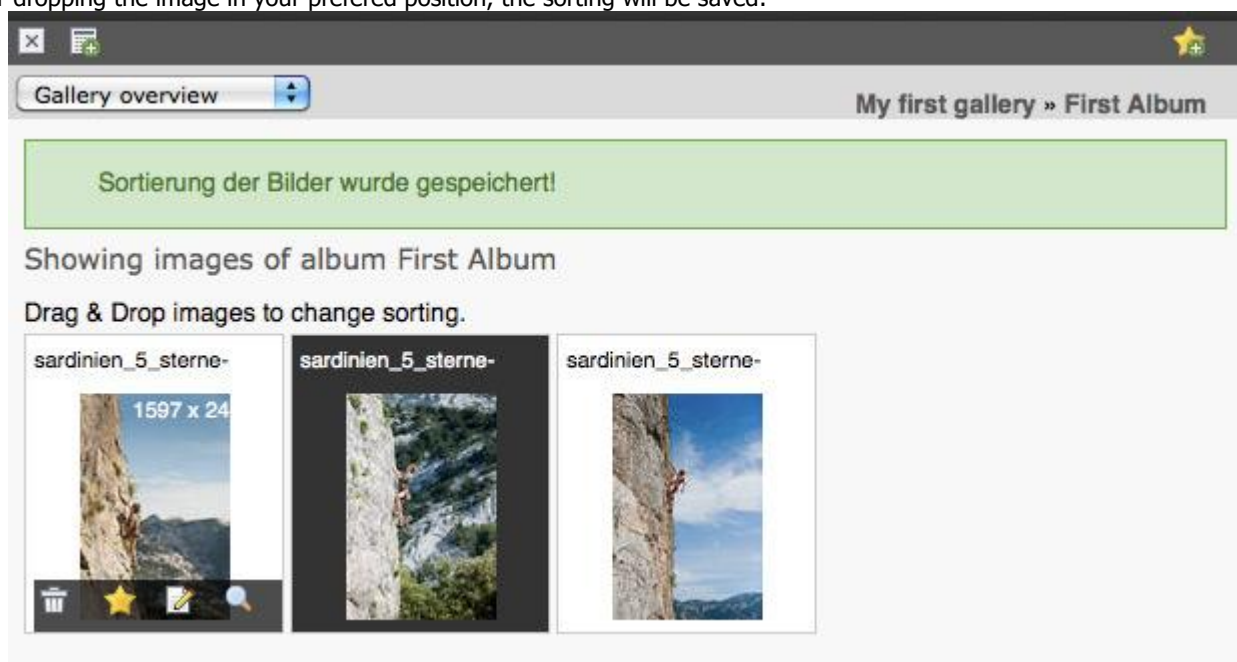 dropping the image in your prefered position, the sorting will be saved.
Gallery overview
My first gallery » First Album
Sortierung der Bilder wurde gespeichert!
Showing images of album First Album
Drag & Drop images to change sorting.
sardinien_5_sterne-
sardinien_5_sterne-
sardinien_5_sterne-
1597 x 24